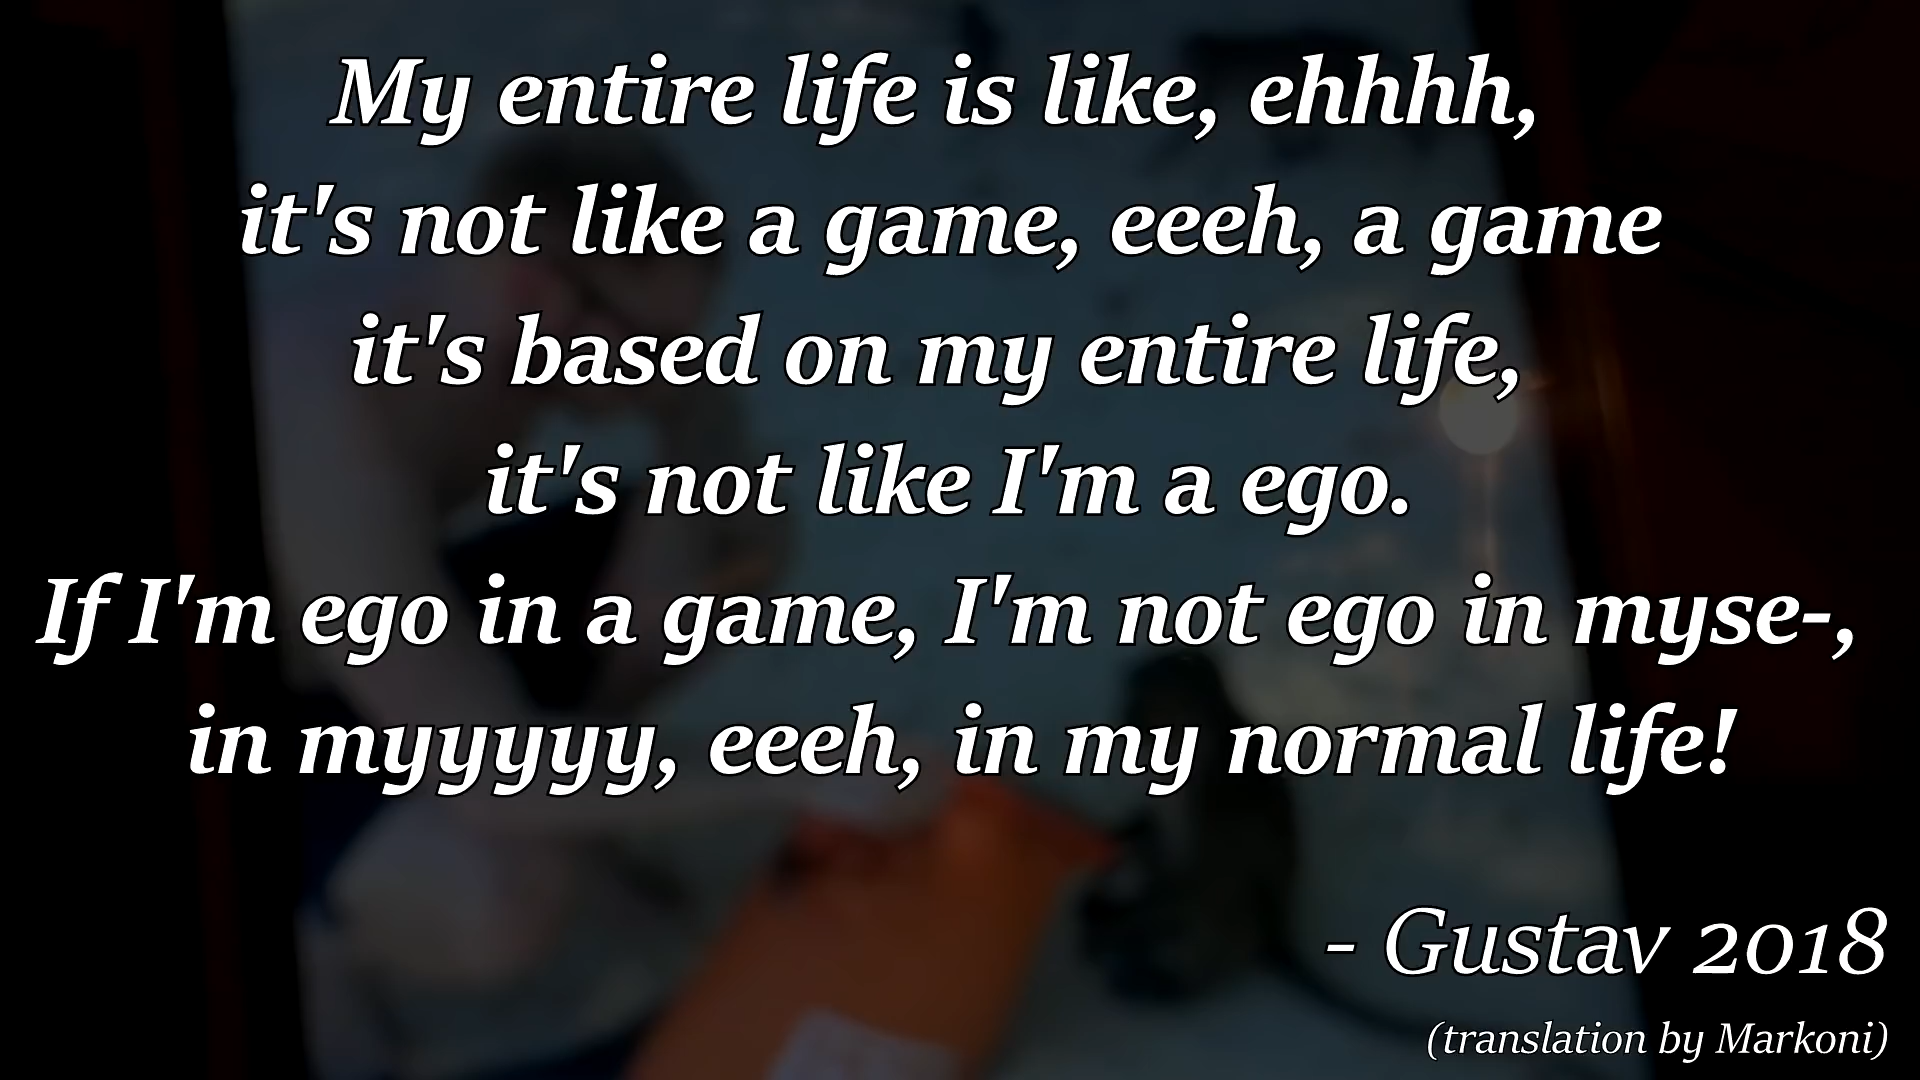 My entire life is like, ehhhh,
it's not like a game, eeeh, a game
it's based on my entire life,
it's not like I'm a ego.
If I'm ego in a game, I'm not ego in myse-,
in myyyyy, eeeh, in my normal life!
- Gustav 2018
(translation by Markoni)